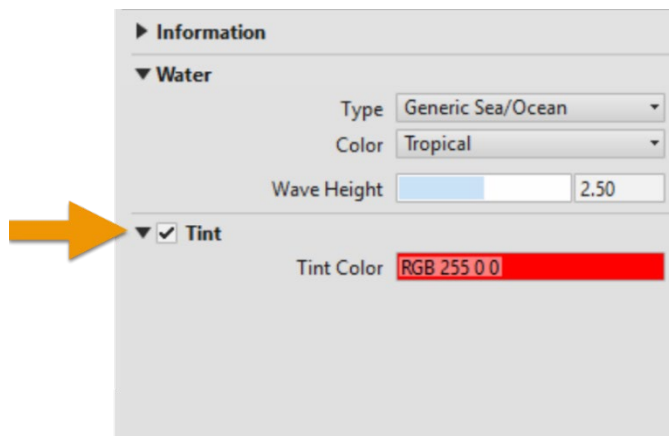 Information
Water
Type Generic Sea/Ocean
Color Tropical
Wave Height 2.50
Tint
Tint Color RGB 255 0 0